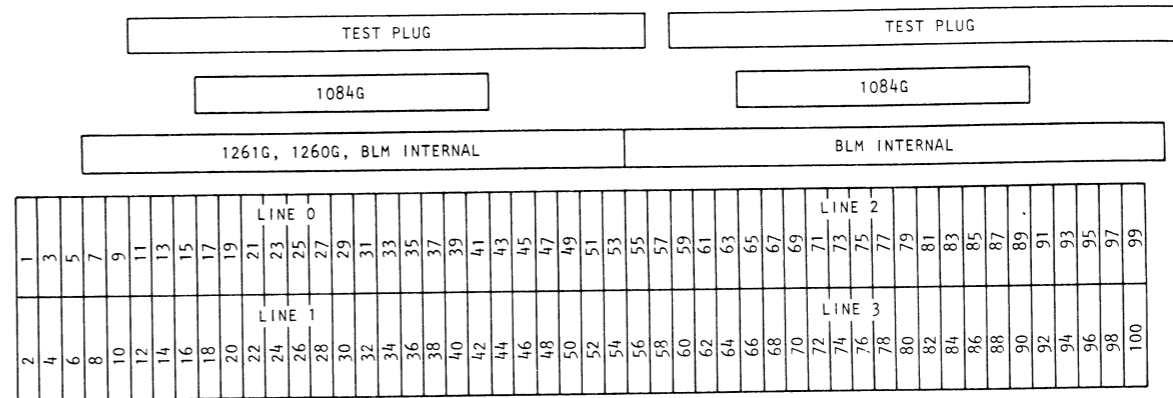 TEST PLUG TEST PLUG
1084G 1084G
1261G, 1260G, BLM INTERNAL BLM INTERNAL
LINE 0 LINE 2
1 3 5 7 9 11 13 15 17 19 21 23 25 27 29 31 33 35 37 39 41 43 45 47 49 51 53 55 57 59 61 63 65 67 69 71 73 75 77 79 81 83 85 87 89 91 93 95 97 99
LINE 1 LINE 3
2 4 6 8 10 12 14 16 18 20 22 24 26 28 30 32 34 36 38 40 42 44 46 48 50 52 54 56 58 60 62 64 66 68 70 72 74 76 78 80 82 84 86 88 90 92 94 96 98 100